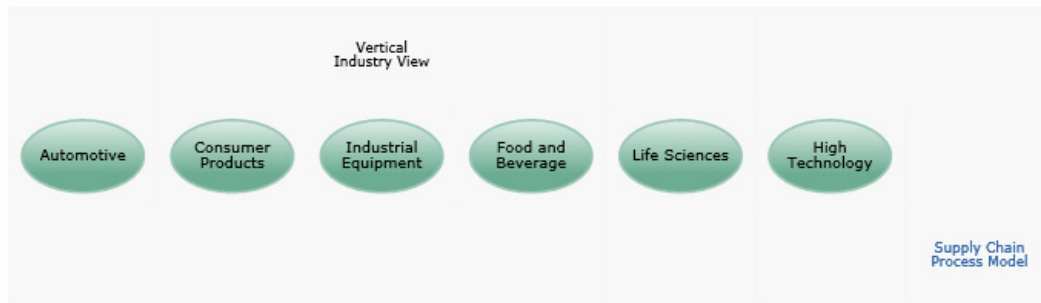 Vertical
Industry View
Automotive
Consumer
Products
Industrial
Equipment
Food and
Beverage
Life Sciences
High
Technology
Supply Chain
Process Model